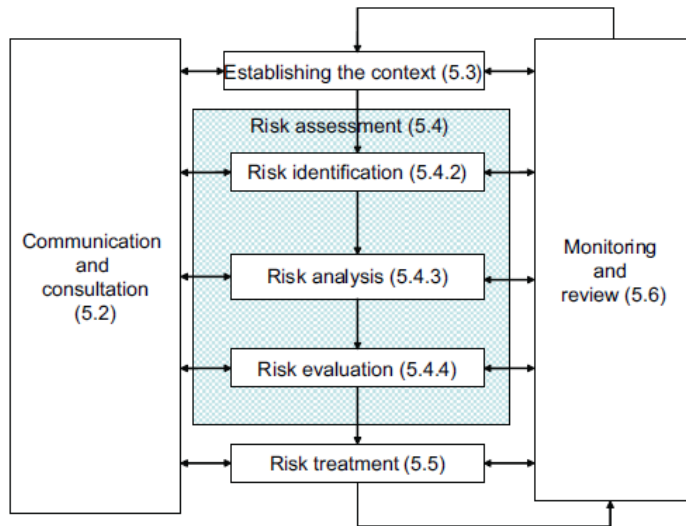 Establishing the context (5.3)
Risk assessment (5.4)
Risk identification (5.4.2)
Communication
and
consultation
(5.2)
Risk analysis (5.4.3)
Monitoring
and
review (5.6)
Risk evaluation (5.4.4)
Risk treatment (5.5)